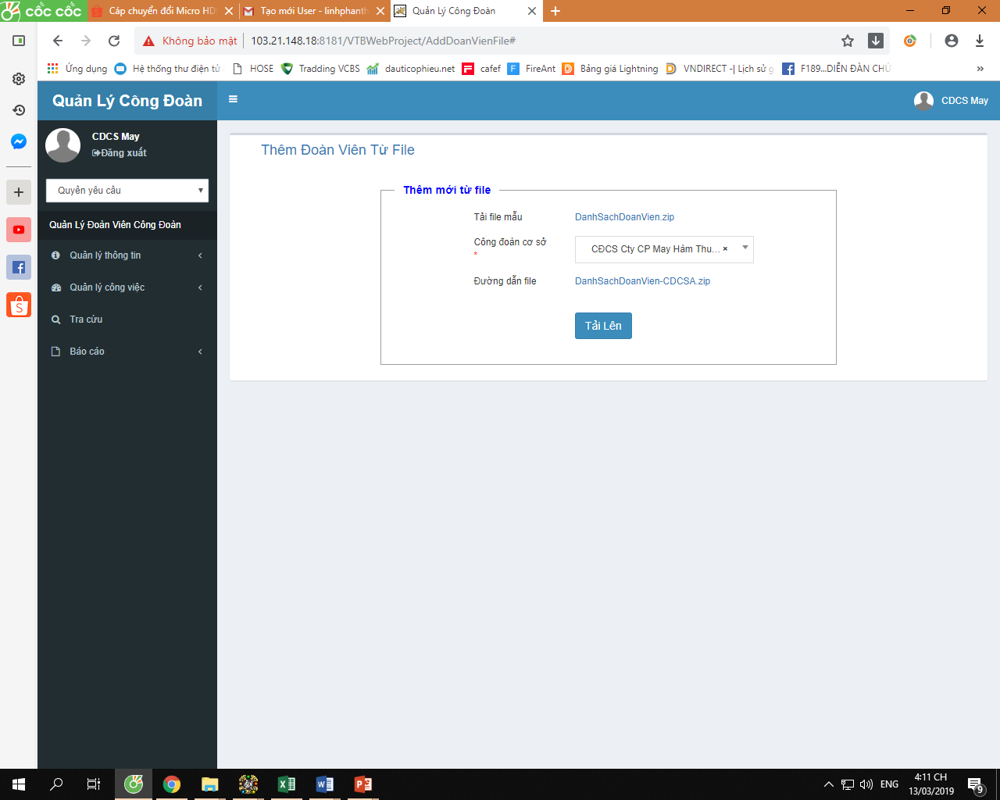 cốc cốc
Cáp chuyển đổi Micro HD
Tạo mới User - linhphanth
Quản Lý Công Đoàn
Không bảo mật
103.21.148.18:8181/VTBWebProject/AddDoanVienFile#
Ứng dụng
Hệ thống thư điện tử
HOSE
Tradding VCBS
dauticophieu.net
cafef
FireAnt
Bảng giá Lightning
VNDIRECT -| Lịch sử g
F189...DIỄN ĐÀN CHỨ
Quản Lý Công Đoàn
CDCS May
CDCS May
Đăng xuất
Quyền yêu cầu
Quản Lý Đoàn Viên Công Đoàn
Quản lý thông tin
Quản lý công việc
Tra cứu
Báo cáo
Thêm Đoàn Viên Từ File
Thêm mới từ file
Tải file mẫu
DanhSachDoanVien.zip
Công đoàn cơ sở
*
CĐCS Cty CP May Hàm Thu... ×
Đường dẫn file
DanhSachDoanVien-CDCSA.zip
Tải Lên
ENG
4:11 CH
13/03/2019
9